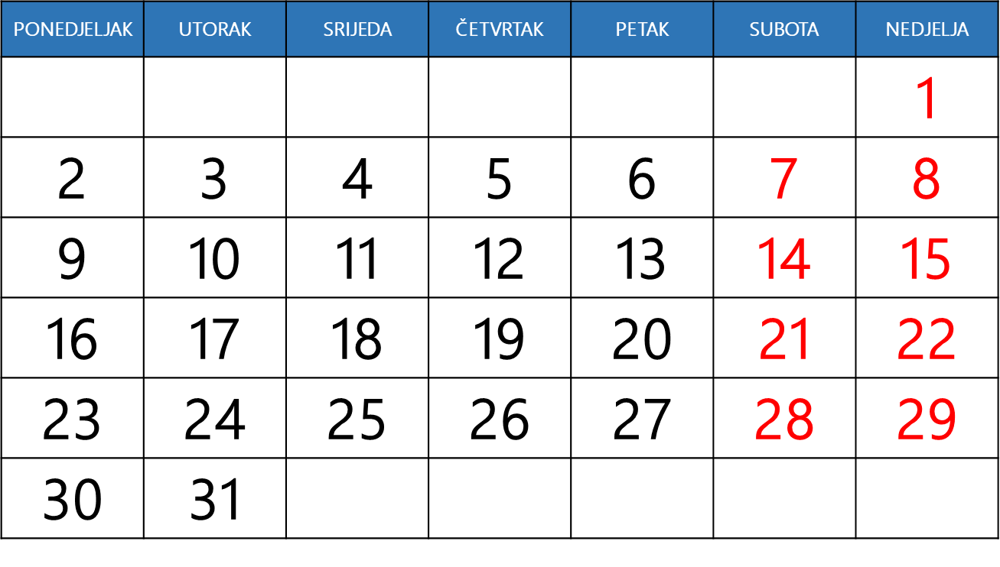 PONEDJELJAK UTORAK SRIJEDA ČETVRTAK PETAK SUBOTA NEDJELJA
1
2 3 4 5 6 7 8
9 10 11 12 13 14 15
16 17 18 19 20 21 22
23 24 25 26 27 28 29
30 31